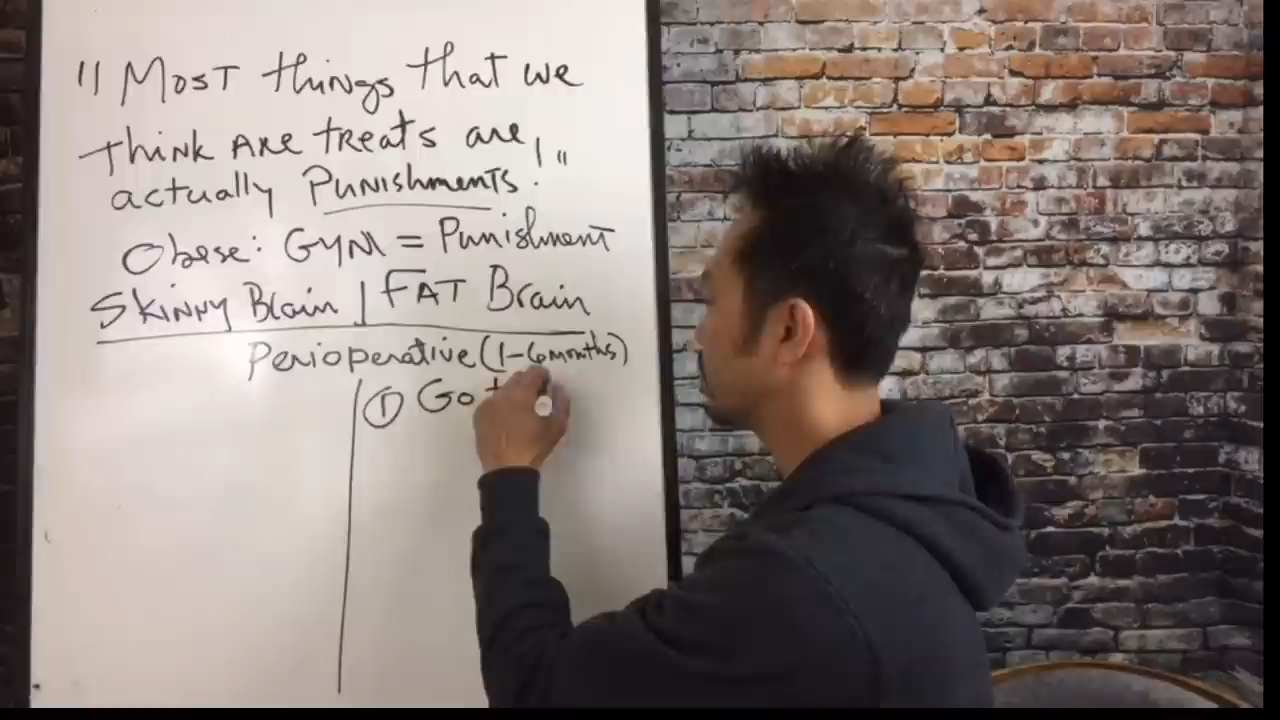 "Most things that we
think are treats are
actually Punishments!"
Obese: GYM = Punishment
Skinny Brain | FAT Brain
Perioperative (1-6months)
① Go